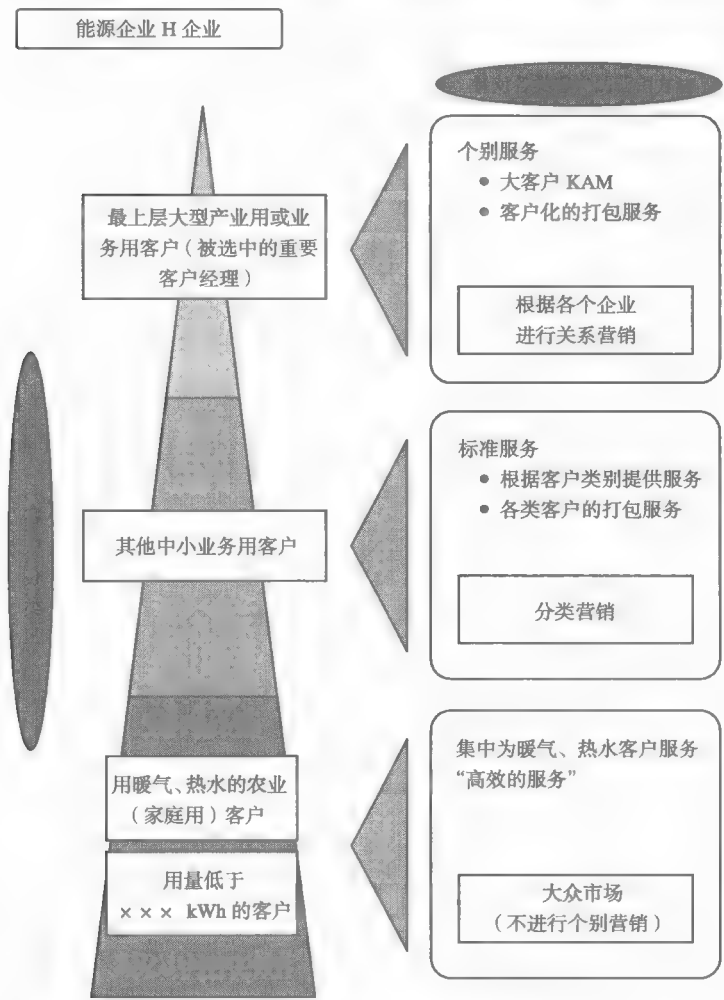 能源企业 H 企业
最上层大型产业用或业
务用客户（被选中的重要
客户经理）
其他中小业务用客户
用暖气、热水的农业
（家庭用）客户
用量低于
××× kWh 的客户
个别服务
● 大客户 KAM
● 客户化的打包服务
根据各个企业
进行关系营销
标准服务
● 根据客户类别提供服务
● 各类客户的打包服务
分类营销
集中为暖气、热水客户服务
“高效的服务”
大众市场
（不进行个别营销）